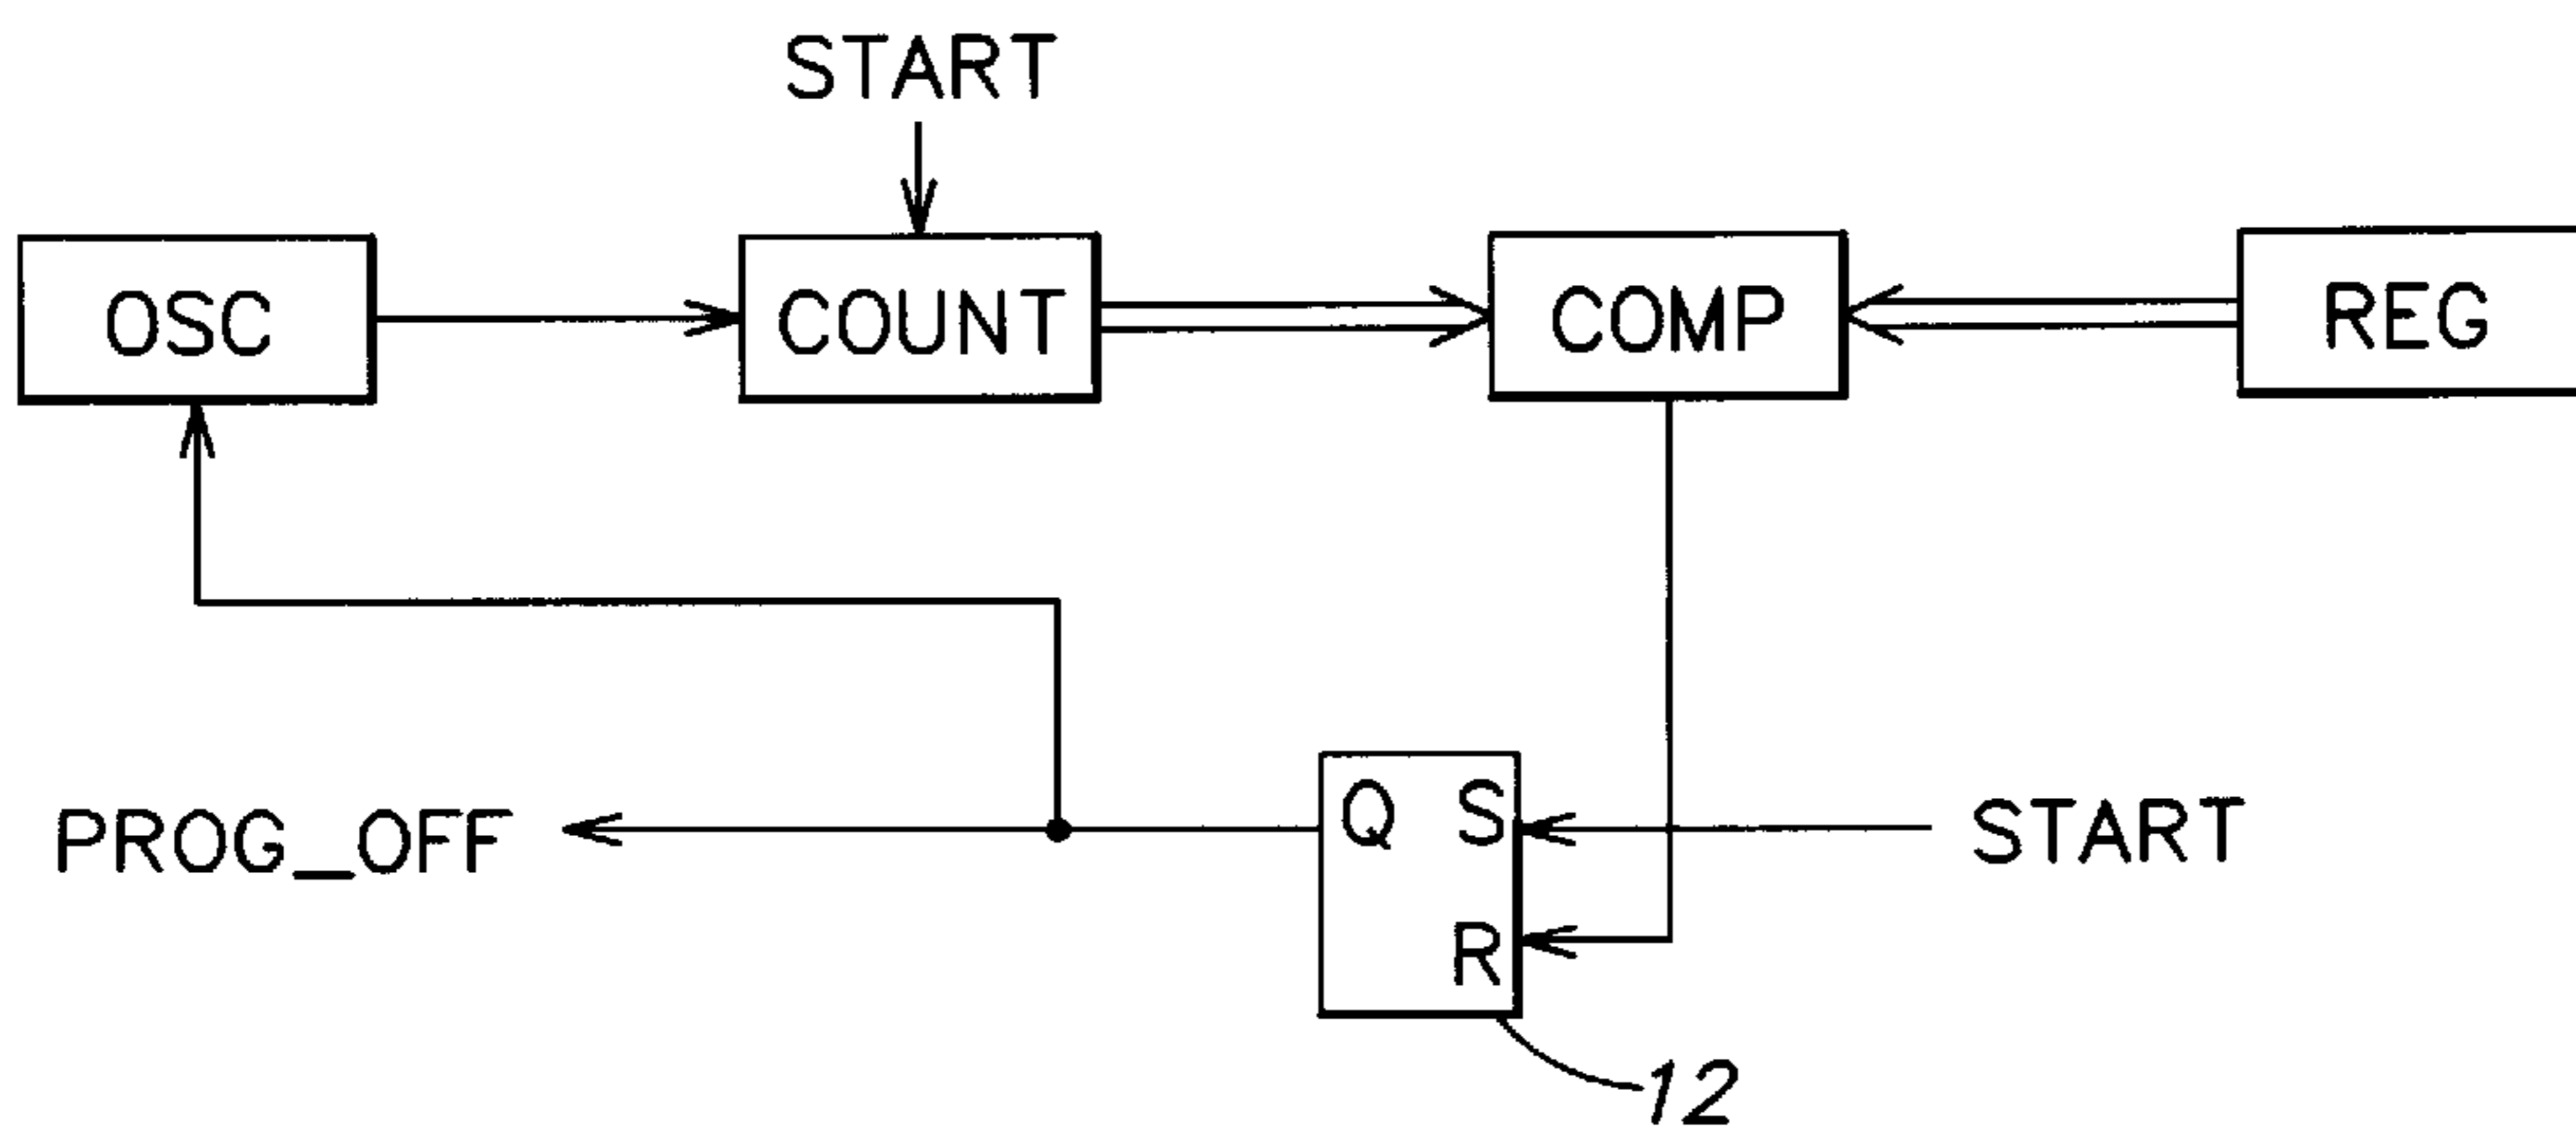 START
OSC
COUNT
COMP
REG
Q S
PROG_OFF
START
R
12